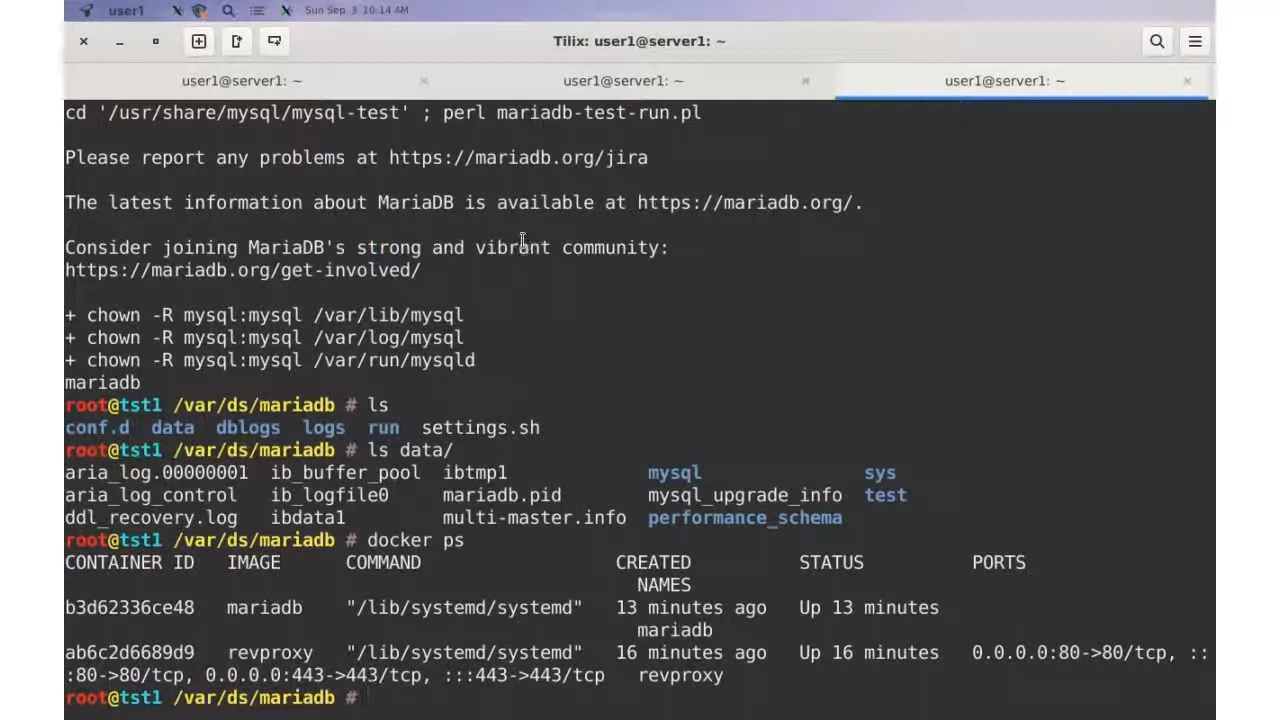 user1 Sun Sep 3 10:14 AM
Tilix: user1@server1: ~
user1@server1: ~ user1@server1: ~ user1@server1: ~
cd '/usr/share/mysql/mysql-test' ; perl mariadb-test-run.pl
Please report any problems at https://mariadb.org/jira
The latest information about MariaDB is available at https://mariadb.org/.
Consider joining MariaDB's strong and vibrant community:
https://mariadb.org/get-involved/
+ chown -R mysql:mysql /var/lib/mysql
+ chown -R mysql:mysql /var/log/mysql
+ chown -R mysql:mysql /var/run/mysqld
mariadb
root@tst1 /var/ds/mariadb # ls
conf.d data dblogs logs run settings.sh
root@tst1 /var/ds/mariadb # ls data/
aria_log.00000001 ib_buffer_pool ibtmp1 mysql sys
aria_log_control ib_logfile0 mariadb.pid mysql_upgrade_info test
ddl_recovery.log ibdata1 multi-master.info performance_schema
root@tst1 /var/ds/mariadb # docker ps
CONTAINER ID IMAGE COMMAND CREATED STATUS PORTS
NAMES
b3d62336ce48 mariadb "/lib/systemd/systemd" 13 minutes ago Up 13 minutes
mariadb
ab6c2d6689d9 revproxy "/lib/systemd/systemd" 16 minutes ago Up 16 minutes 0.0.0.0:80->80/tcp, ::
:80->80/tcp, 0.0.0.0:443->443/tcp, :::443->443/tcp revproxy
root@tst1 /var/ds/mariadb #